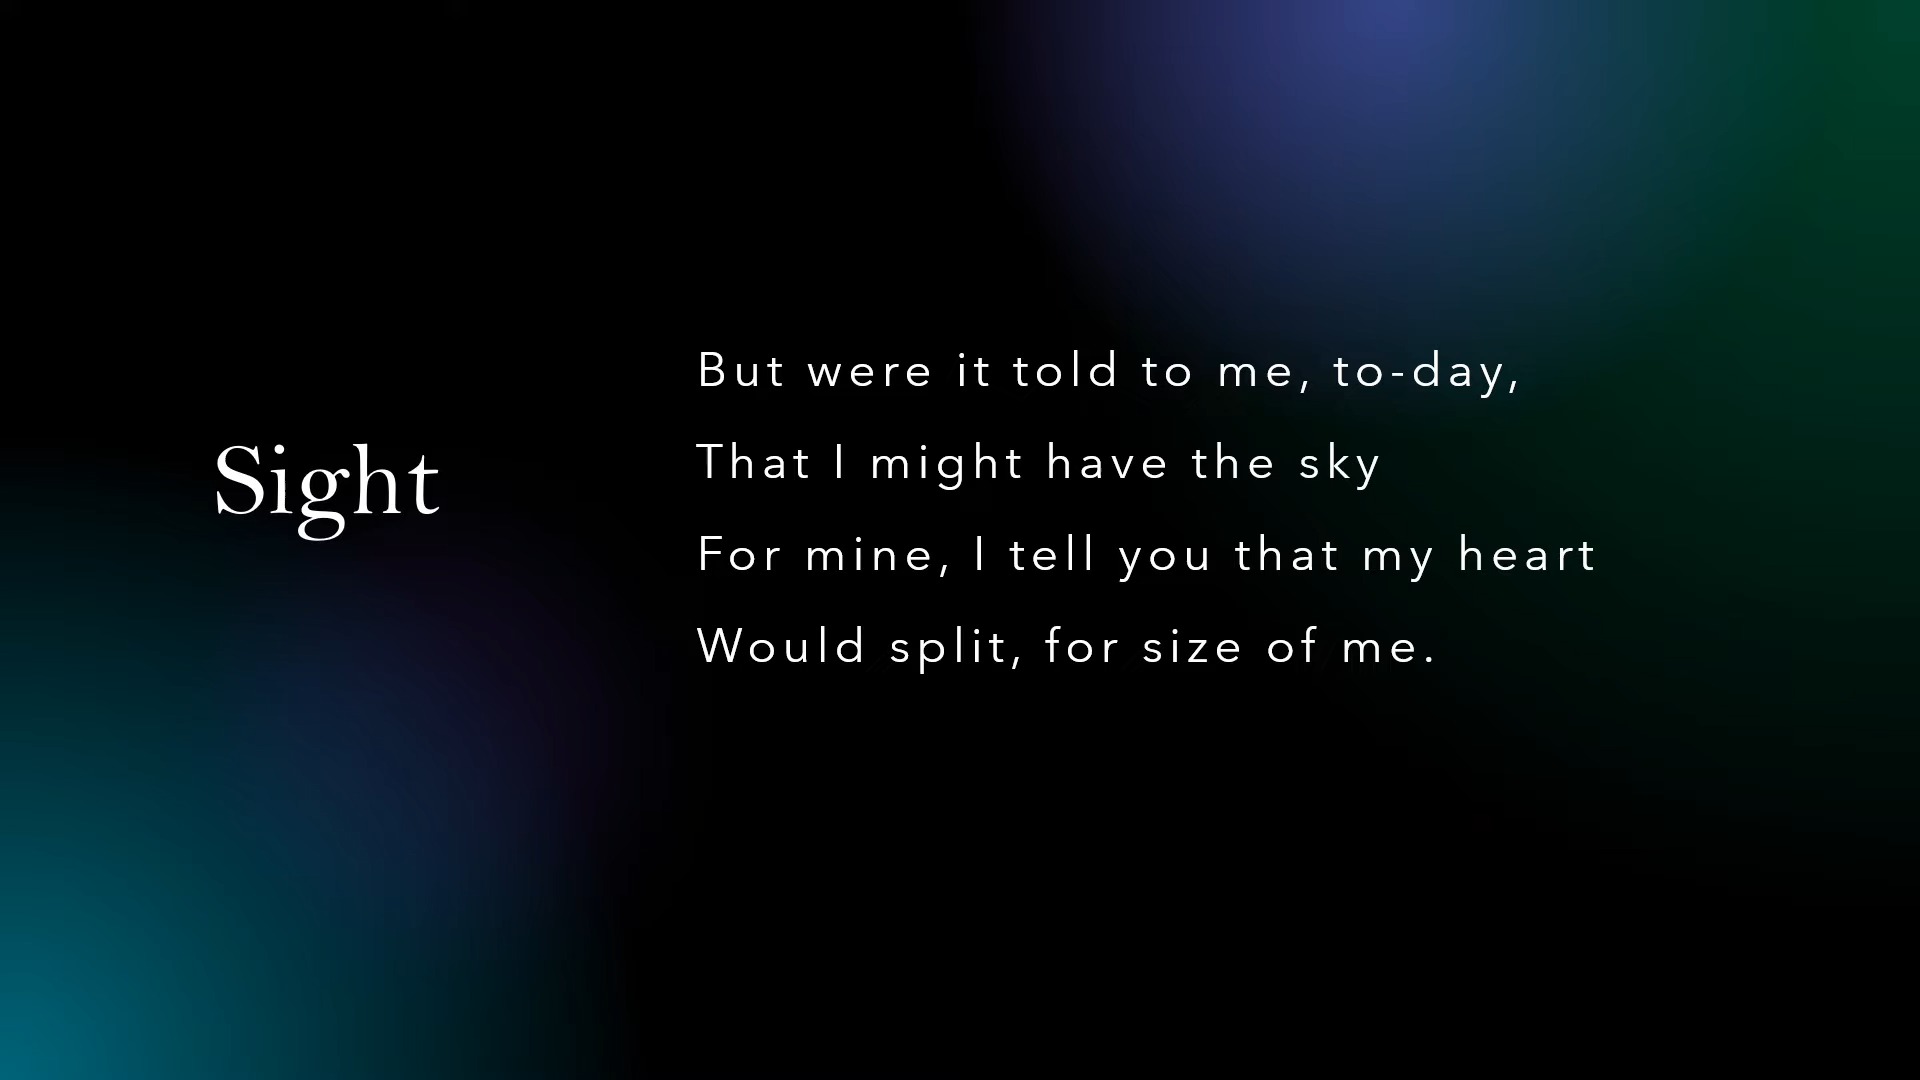 Sight
But were it told to me, to-day,
That I might have the sky
For mine, I tell you that my heart
Would split, for size of me.